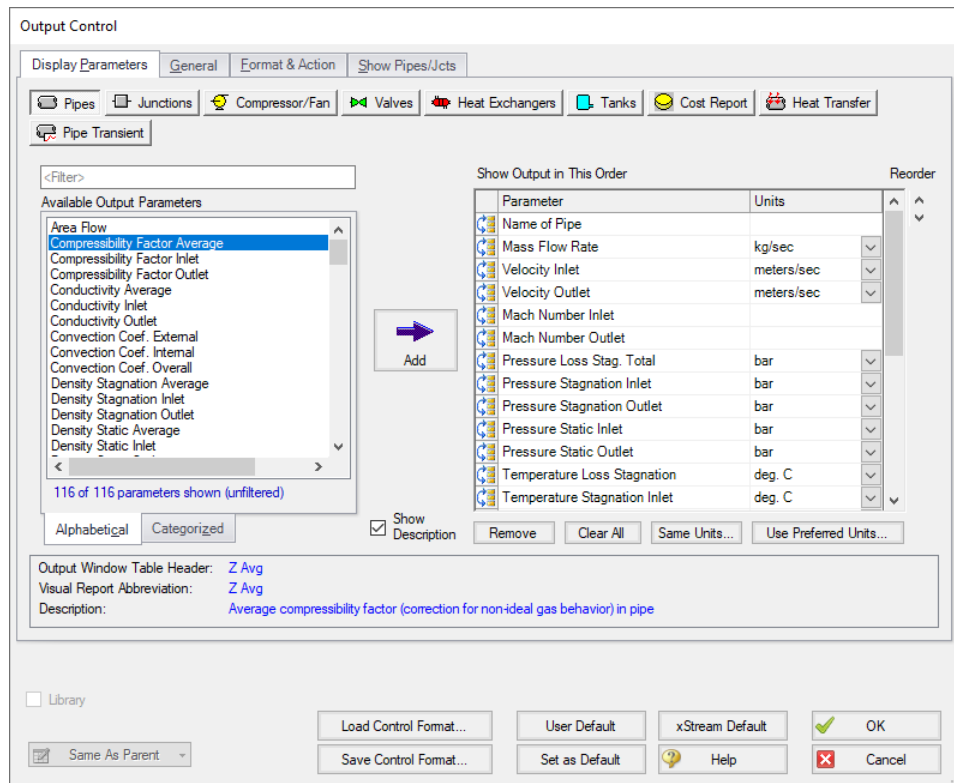 Output Control
Display Parameters General Format & Action Show Pipes/Jcts
Pipes Junctions Compressor/Fan Valves Heat Exchangers Tanks Cost Report Heat Transfer
Pipe Transient
<Filter>
Available Output Parameters
Area Flow
Compressibility Factor Average
Compressibility Factor Inlet
Compressibility Factor Outlet
Conductivity Average
Conductivity Inlet
Conductivity Outlet
Convection Coef. External
Convection Coef. Internal
Convection Coef. Overall
Density Stagnation Average
Density Stagnation Inlet
Density Stagnation Outlet
Density Static Average
Density Static Inlet
116 of 116 parameters shown (unfiltered)
Alphabetical Categorized
Add
Show
Description
Show Output in This Order Reorder
Parameter Units
Name of Pipe
Mass Flow Rate kg/sec
Velocity Inlet meters/sec
Velocity Outlet meters/sec
Mach Number Inlet
Mach Number Outlet
Pressure Loss Stag. Total bar
Pressure Stagnation Inlet bar
Pressure Stagnation Outlet bar
Pressure Static Inlet bar
Pressure Static Outlet bar
Temperature Loss Stagnation deg. C
Temperature Stagnation Inlet deg. C
Remove Clear All Same Units... Use Preferred Units...
Output Window Table Header: Z Avg
Visual Report Abbreviation: Z Avg
Description: Average compressibility factor (correction for non-ideal gas behavior) in pipe
Library
Load Control Format... User Default xStream Default OK
Same As Parent Save Control Format... Set as Default Help Cancel